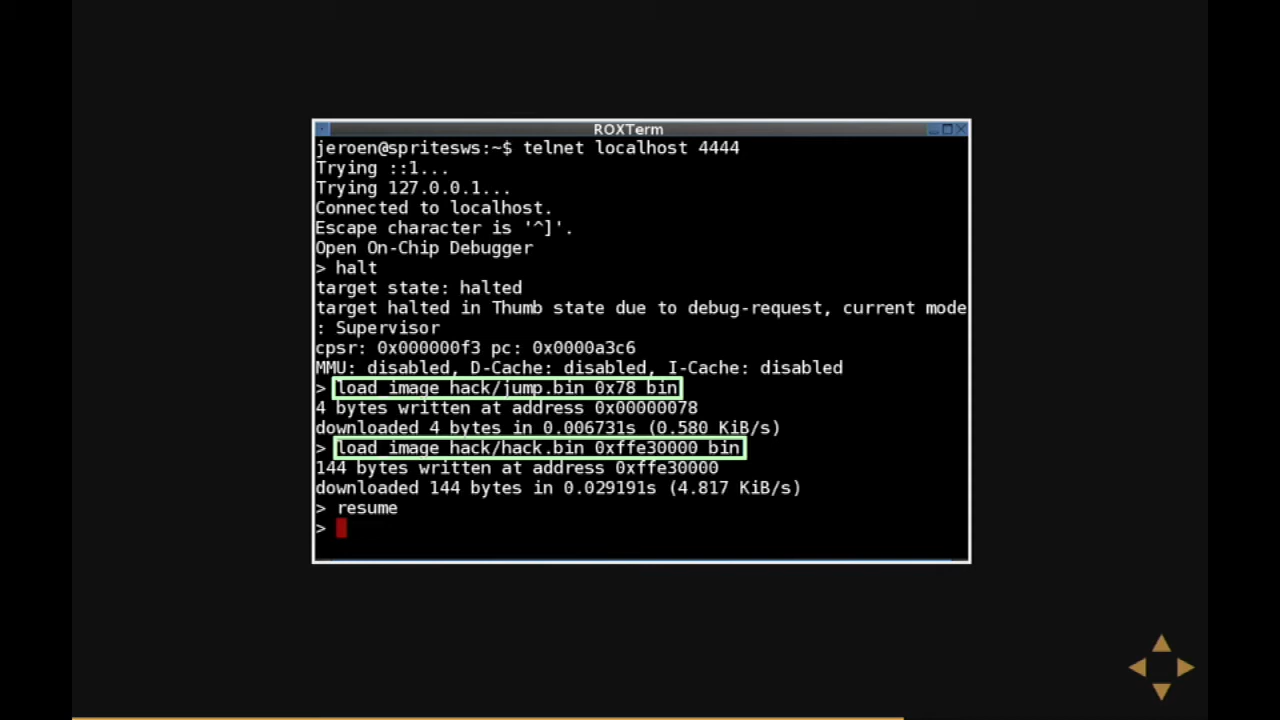 ROXTerm
jeroen@spritesws:~$ telnet localhost 4444
Trying ::1...
Trying 127.0.0.1...
Connected to localhost.
Escape character is '^]'.
Open On-Chip Debugger
> halt
target state: halted
target halted in Thumb state due to debug-request, current mode
: Supervisor
cpsr: 0x000000f3 pc: 0x0000a3c6
MMU: disabled, D-Cache: disabled, I-Cache: disabled
> load image hack/jump.bin 0x78 bin
4 bytes written at address 0x00000078
downloaded 4 bytes in 0.006731s (0.580 KiB/s)
> load image hack/hack.bin 0xffe30000 bin
144 bytes written at address 0xffe30000
downloaded 144 bytes in 0.029191s (4.817 KiB/s)
> resume
>